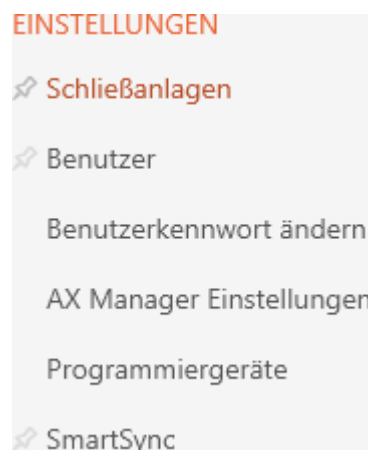 EINSTELLUNGEN
Schließanlagen
Benutzer
Benutzerkennwort ändern
AX Manager Einstellungen
Programmiergeräte
SmartSync